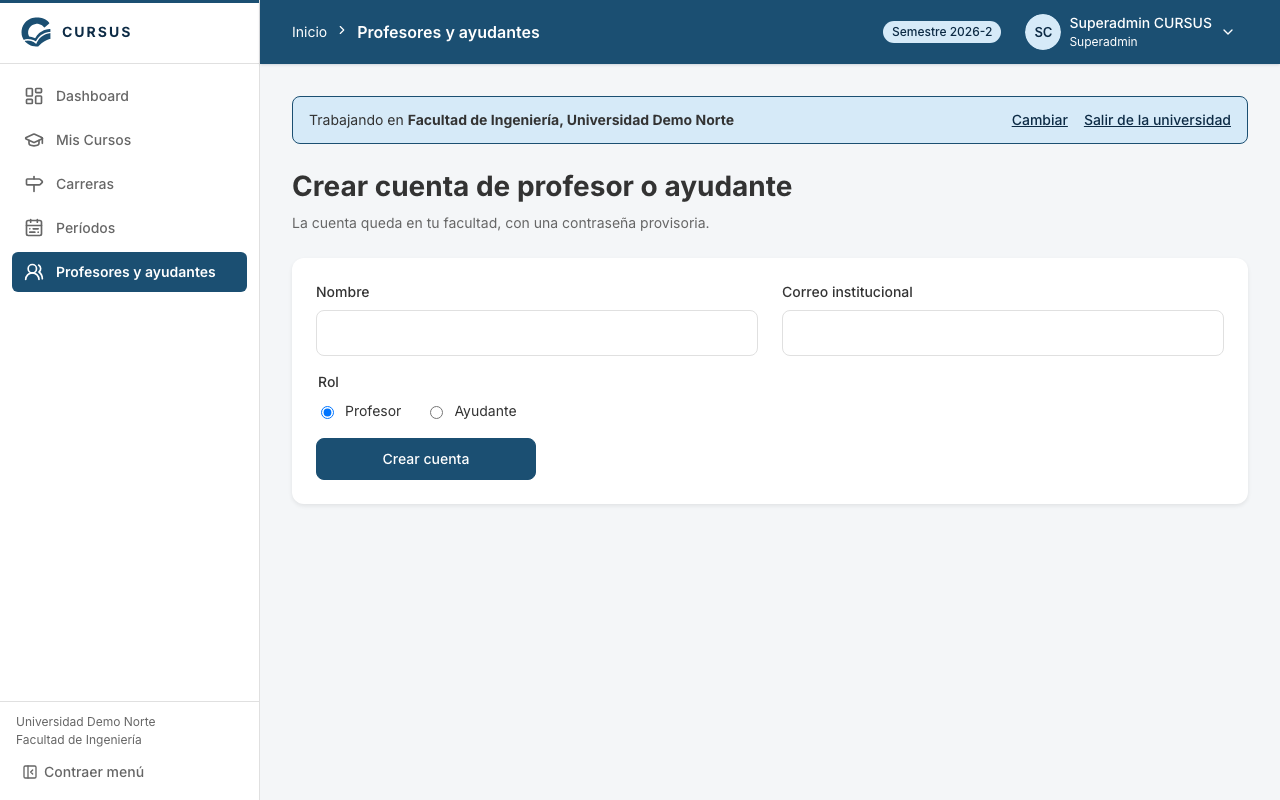 CURSUS
Inicio
Profesores y ayudantes
Semestre 2026-2
SC
Superadmin CURSUS
Superadmin
Dashboard
Mis Cursos
Carreras
Períodos
Profesores y ayudantes
Trabajando en Facultad de Ingeniería, Universidad Demo Norte
Cambiar
Salir de la universidad
Crear cuenta de profesor o ayudante
La cuenta queda en tu facultad, con una contraseña provisoria.
Nombre
Correo institucional
Rol
Profesor
Ayudante
Crear cuenta
Universidad Demo Norte
Facultad de Ingeniería
Contraer menú